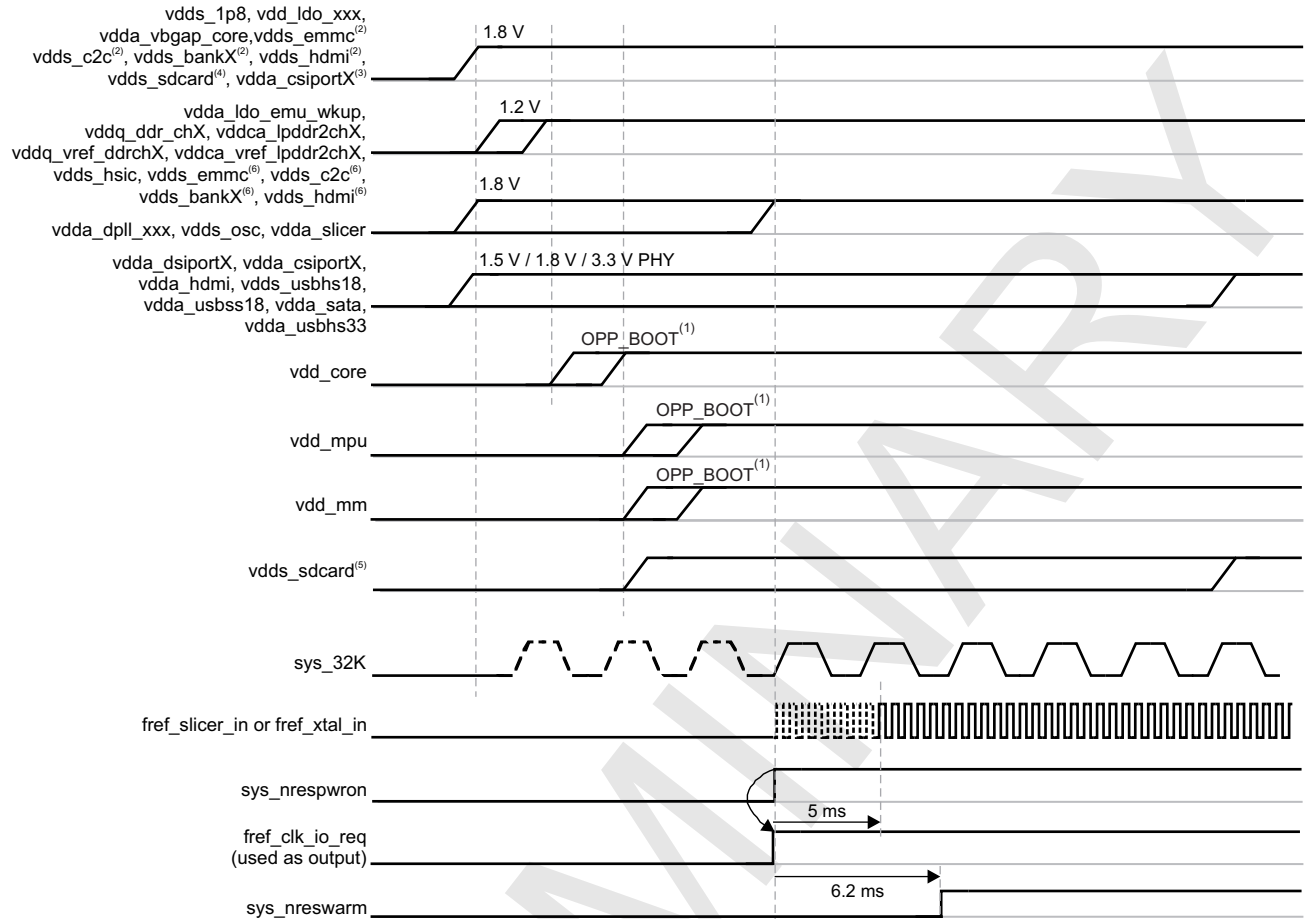 vdds_1p8, vdd_ldo_xxx,
vdda_vbgap_core,vdds_emmc(2)
vdds_c2c(2), vdds_bankX(2), vdds_hdmi(2),
vdds_sdcard(4), vdda_csiportX(3)
1.8 V
vdda_ldo_emu_wkup,
vddq_ddr_chX, vddca_lpddr2chX,
vddq_vref_ddrchX, vddca_vref_lpddr2chX,
vdds_hsic, vdds_emmc(6), vdds_c2c(6),
vdds_bankX(6), vdds_hdmi(6)
1.2 V
1.8 V
vdda_dpll_xxx, vdds_osc, vdda_slicer
vdda_dsiportX, vdda_csiportX,
vdda_hdmi, vdds_usbhs18,
vdda_usbss18, vdda_sata,
vdda_usbhs33
1.5 V / 1.8 V / 3.3 V PHY
OPP_BOOT(1)
vdd_core
OPP_BOOT(1)
vdd_mpu
OPP_BOOT(1)
vdd_mm
vdds_sdcard(5)
sys_32K
fref_slicer_in or fref_xtal_in
sys_nrespwron
5 ms
fref_clk_io_req
(used as output)
6.2 ms
sys_nreswarm
MINARY